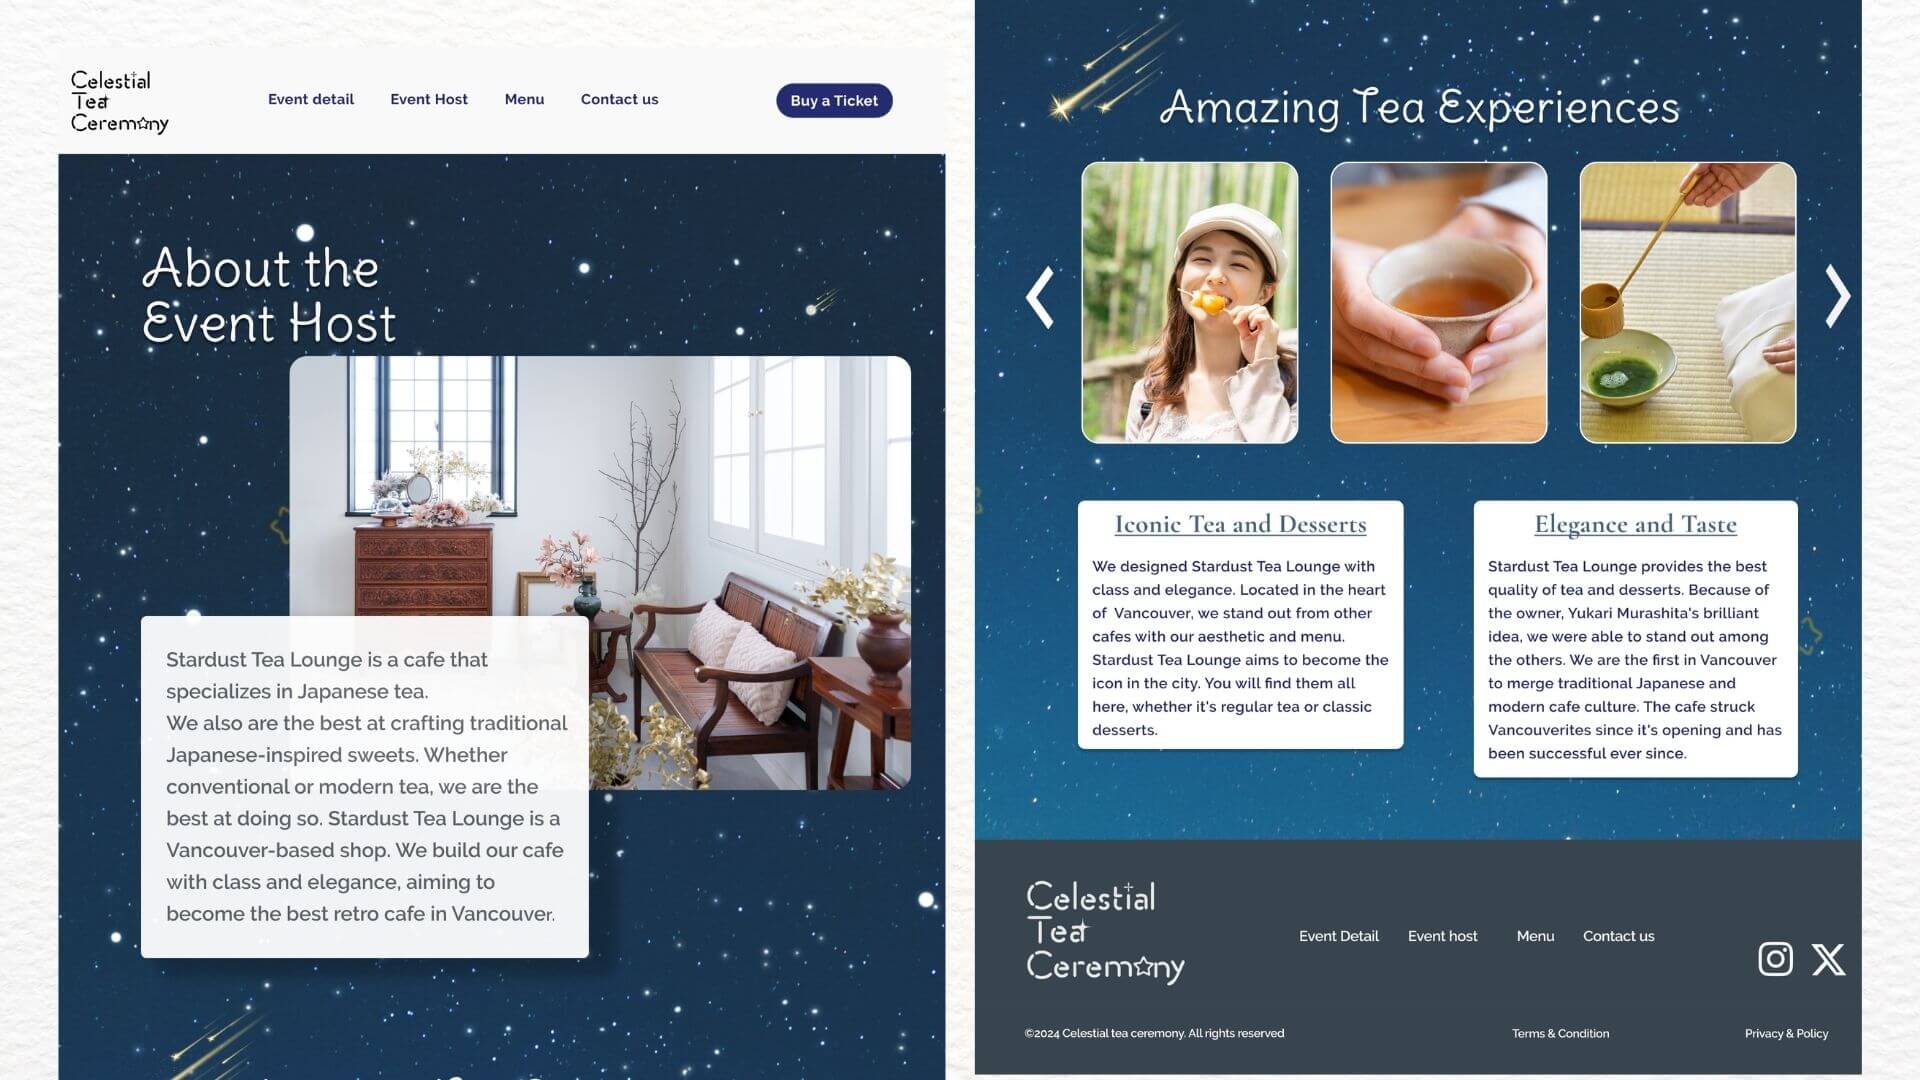 Celestial
Tea
Ceremony
Event detail
Event Host
Menu
Contact us
Buy a Ticket
About the
Event Host
Stardust Tea Lounge is a cafe that
specializes in Japanese tea.
We also are the best at crafting traditional
Japanese-inspired sweets. Whether
conventional or modern tea, we are the
best at doing so. Stardust Tea Lounge is a
Vancouver-based shop. We build our cafe
with class and elegance, aiming to
become the best retro cafe in Vancouver.
Amazing Tea Experiences
Iconic Tea and Desserts
We designed Stardust Tea Lounge with
class and elegance. Located in the heart
of Vancouver, we stand out from other
cafes with our aesthetic and menu.
Stardust Tea Lounge aims to become the
icon in the city. You will find them all
here, whether it's regular tea or classic
desserts.
Elegance and Taste
Stardust Tea Lounge provides the best
quality of tea and desserts. Because of
the owner, Yukari Murashita's brilliant
idea, we were able to stand out among
the others. We are the first in Vancouver
to merge traditional Japanese and
modern cafe culture. The cafe struck
Vancouverites since it's opening and has
been successful ever since.
Celestial
Tea
Ceremony
Event Detail
Event host
Menu
Contact us
©2024 Celestial tea ceremony. All rights reserved
Terms & Condition
Privacy & Policy